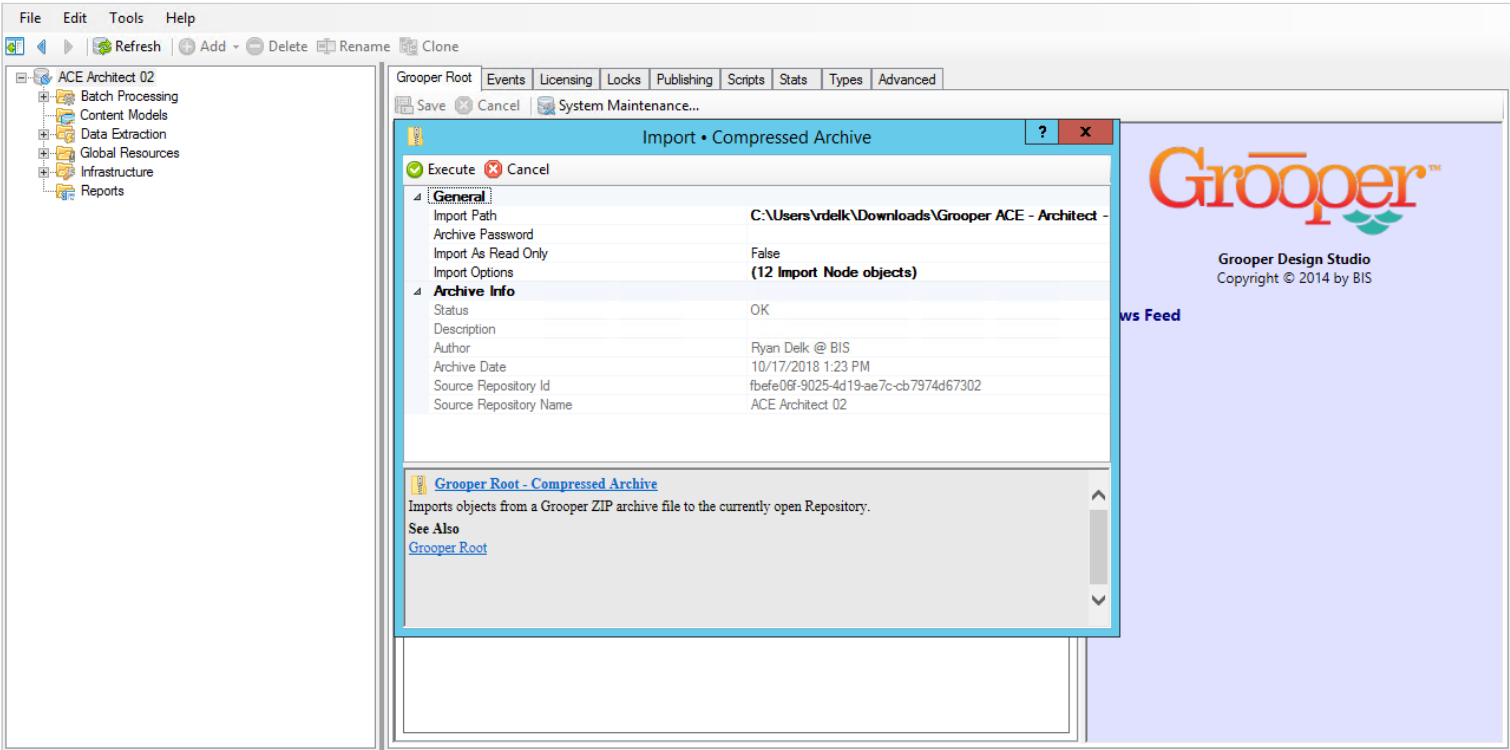 File Edit Tools Help
Refresh Add Delete Rename Clone
ACE Architect 02
Batch Processing
Content Models
Data Extraction
Global Resources
Infrastructure
Reports
Grooper Root Events Licensing Locks Publishing Scripts Stats Types Advanced
Save Cancel System Maintenance...
Import • Compressed Archive ? x
Execute Cancel
General
Import Path C:\Users\rdelk\Downloads\Grooper ACE - Architect -
Archive Password
Import As Read Only False
Import Options (12 Import Node objects)
Archive Info
Status OK
Description
Author Ryan Delk @ BIS
Archive Date 10/17/2018 1:23 PM
Source Repository Id fbefe06f-9025-4d19-ae7c-cb7974d67302
Source Repository Name ACE Architect 02
Grooper Root - Compressed Archive
Imports objects from a Grooper ZIP archive file to the currently open Repository.
See Also
Grooper Root
Grooper™
Grooper Design Studio
Copyright © 2014 by BIS
ws Feed